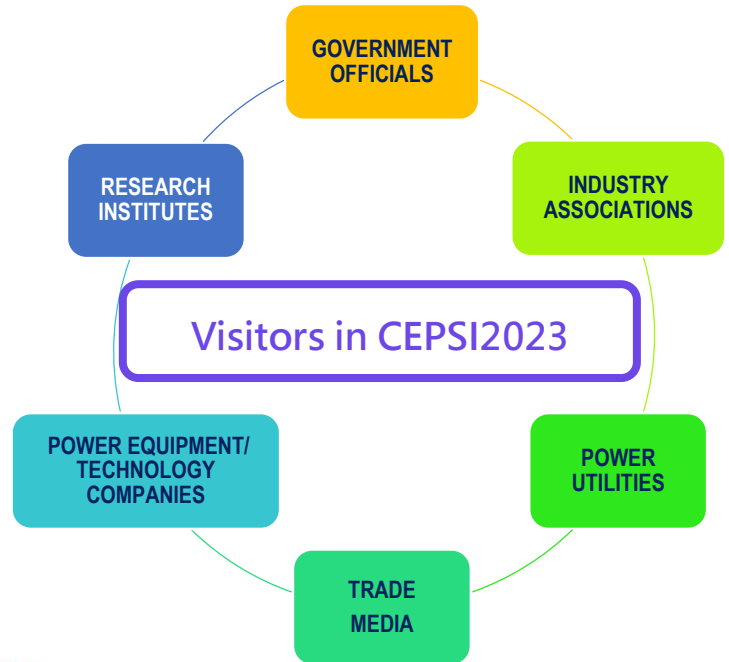 GOVERNMENT
OFFICIALS
RESEARCH
INSTITUTES
INDUSTRY
ASSOCIATIONS
Visitors in CEPSI2023
POWER EQUIPMENT/
TECHNOLOGY
COMPANIES
POWER
UTILITIES
TRADE
MEDIA